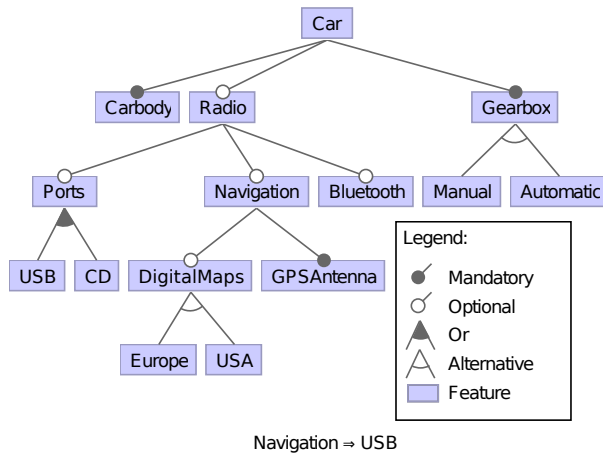 Car
Carbody Radio Gearbox
Ports Navigation Bluetooth Manual Automatic
Legend:
USB CD DigitalMaps GPSAntenna Mandatory
Optional
Or
Europe USA Alternative
Feature
Navigation ⇒ USB